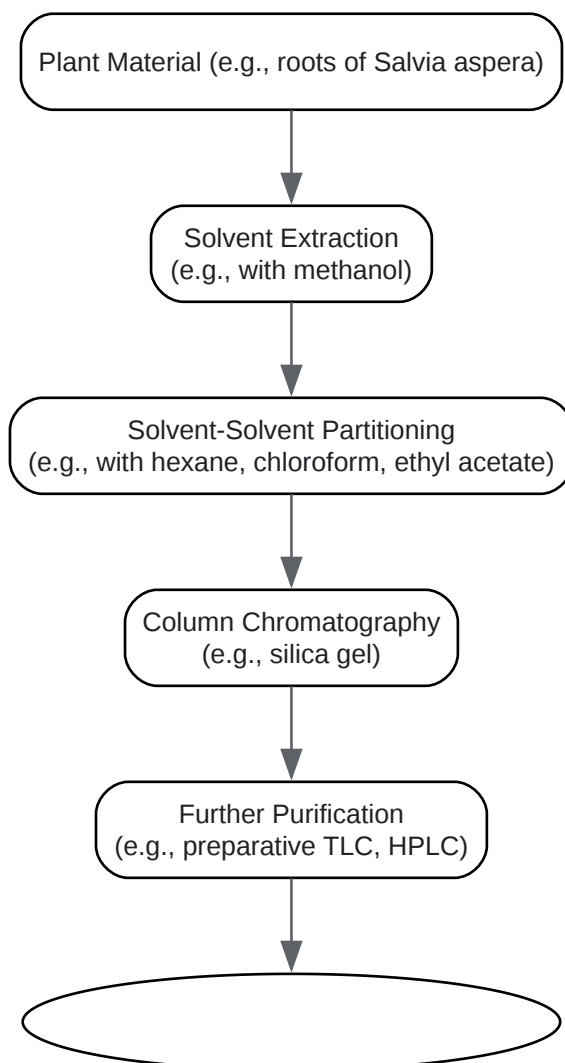 Plant Material (e.g., roots of Salvia aspera)
Solvent Extraction
(e.g., with methanol)
Solvent-Solvent Partitioning
(e.g., with hexane, chloroform, ethyl acetate)
Column Chromatography
(e.g., silica gel)
Further Purification
(e.g., preparative TLC, HPLC)